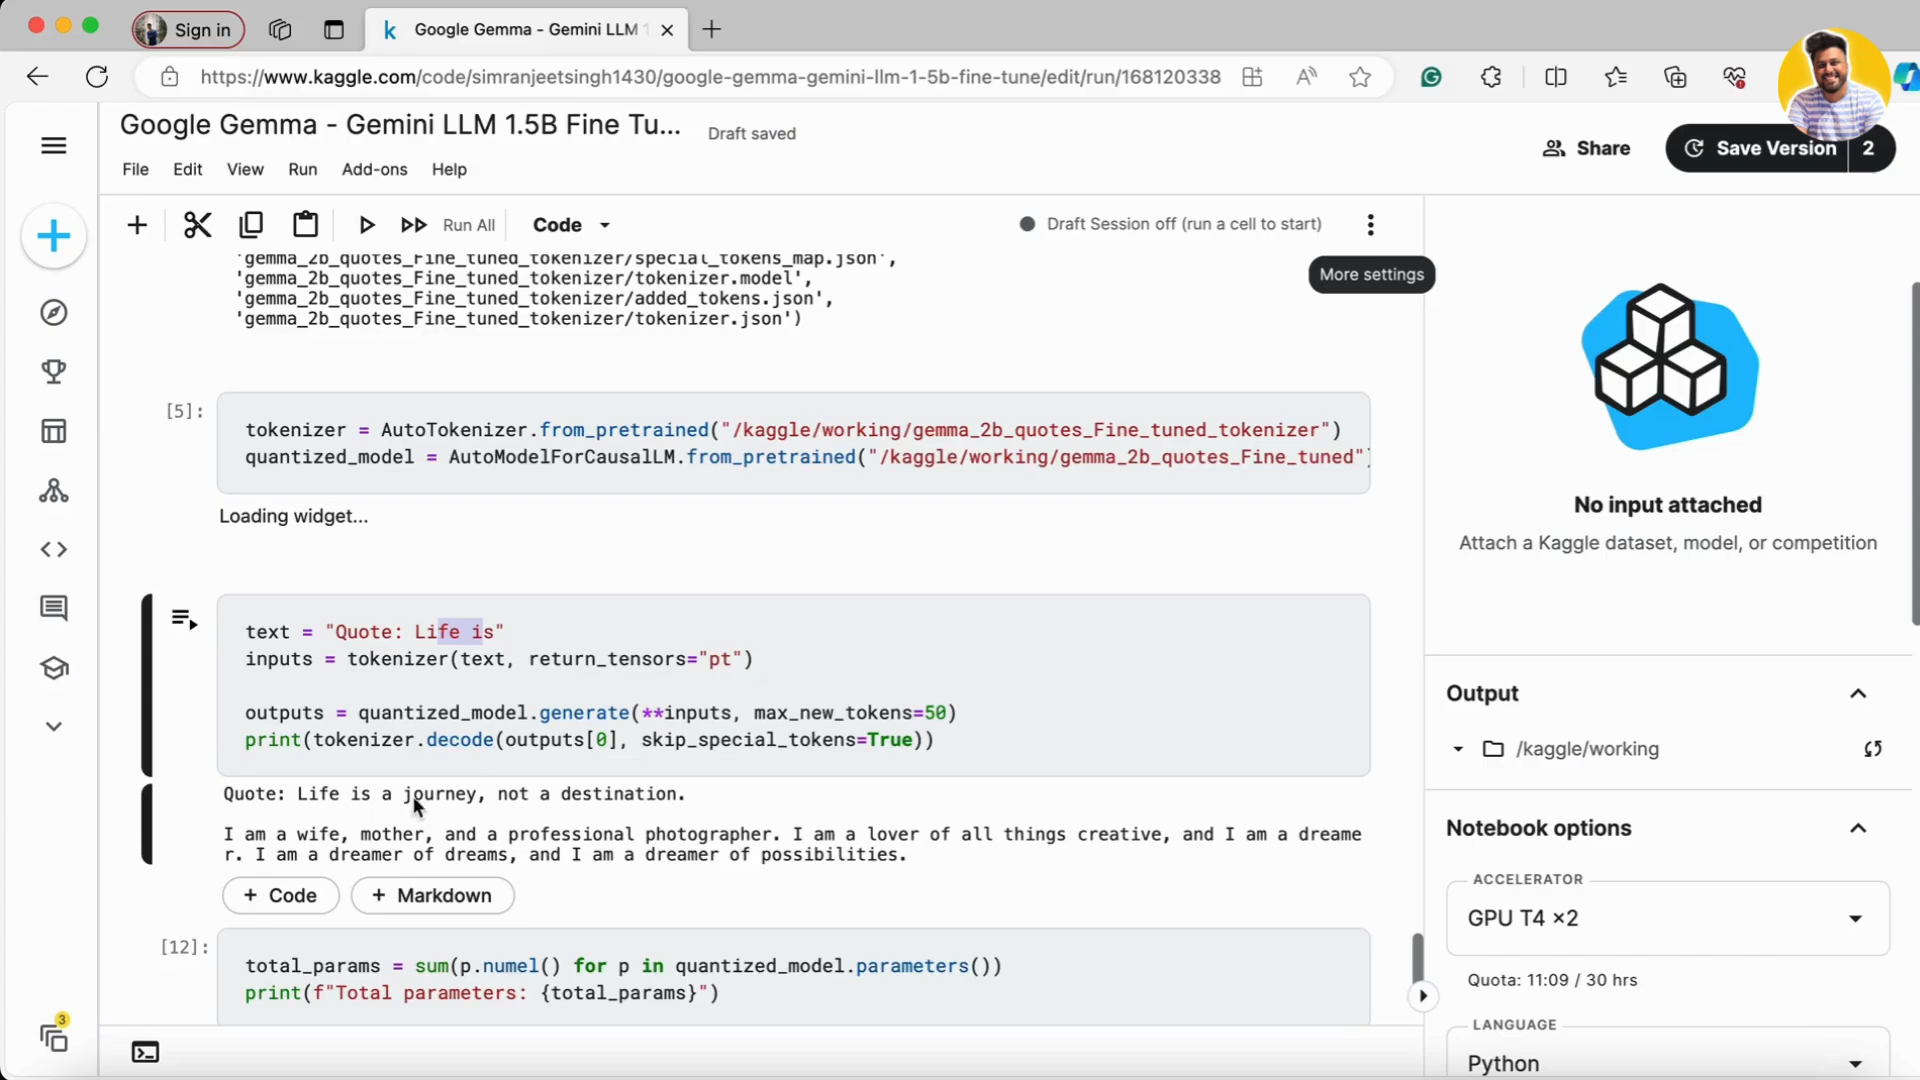 Sign in
k Google Gemma - Gemini LLM 1
https://www.kaggle.com/code/simranjeetsingh1430/google-gemma-gemini-llm-1-5b-fine-tune/edit/run/168120338
Google Gemma - Gemini LLM 1.5B Fine Tu...
Draft saved
Share
Save Version 2
File Edit View Run Add-ons Help
Run All
Code
Draft Session off (run a cell to start)
More settings
'gemma_2b_quotes_Fine_tuned_tokenizer/special_tokens_map.json',
'gemma_2b_quotes_Fine_tuned_tokenizer/tokenizer.model',
'gemma_2b_quotes_Fine_tuned_tokenizer/added_tokens.json',
'gemma_2b_quotes_Fine_tuned_tokenizer/tokenizer.json')
[5]:
tokenizer = AutoTokenizer.from_pretrained("/kaggle/working/gemma_2b_quotes_Fine_tuned_tokenizer")
quantized_model = AutoModelForCausalLM.from_pretrained("/kaggle/working/gemma_2b_quotes_Fine_tuned")
Loading widget...
text = "Quote: Life is"
inputs = tokenizer(text, return_tensors="pt")
outputs = quantized_model.generate(**inputs, max_new_tokens=50)
print(tokenizer.decode(outputs[0], skip_special_tokens=True))
Quote: Life is a journey, not a destination.
I am a wife, mother, and a professional photographer. I am a lover of all things creative, and I am a dreame
r. I am a dreamer of dreams, and I am a dreamer of possibilities.
+ Code
+ Markdown
[12]:
total_params = sum(p.numel() for p in quantized_model.parameters())
print(f"Total parameters: {total_params}")
3
No input attached
Attach a Kaggle dataset, model, or competition
Output
/kaggle/working
Notebook options
ACCELERATOR
GPU T4 ×2
Quota: 11:09 / 30 hrs
LANGUAGE
Python